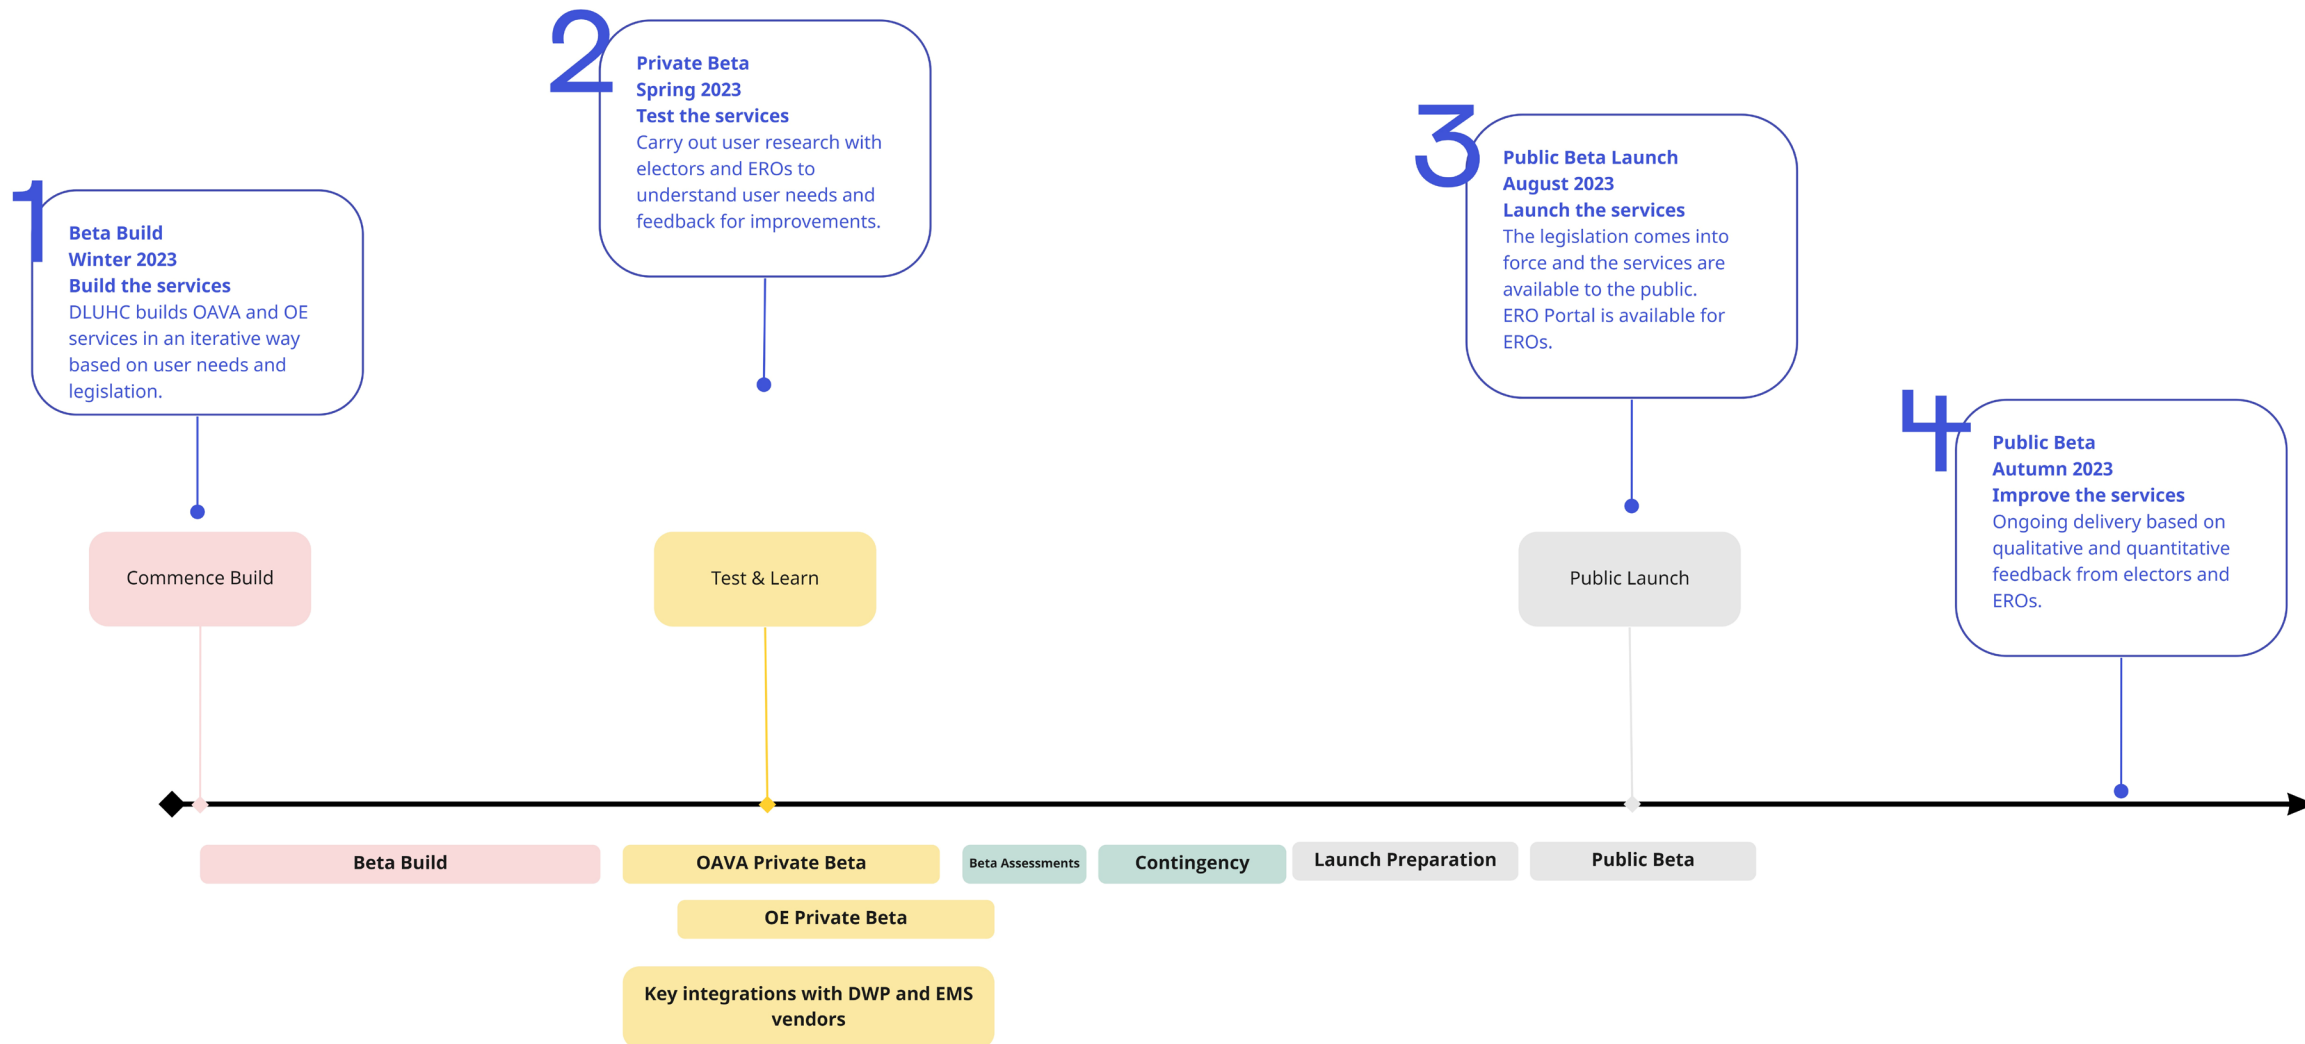 1
Beta Build
Winter 2023
Build the services
DLUHC builds OAVA and OE
services in an iterative way
based on user needs and
legislation.
2
Private Beta
Spring 2023
Test the services
Carry out user research with
electors and EROs to
understand user needs and
feedback for improvements.
3
Public Beta Launch
August 2023
Launch the services
The legislation comes into
force and the services are
available to the public.
ERO Portal is available for
EROs.
4
Public Beta
Autumn 2023
Improve the services
Ongoing delivery based on
qualitative and quantitative
feedback from electors and
EROs.
Commence Build
Test & Learn
Public Launch
Beta Build
OAVA Private Beta
Beta Assessments
Contingency
Launch Preparation
Public Beta
OE Private Beta
Key integrations with DWP and EMS
vendors